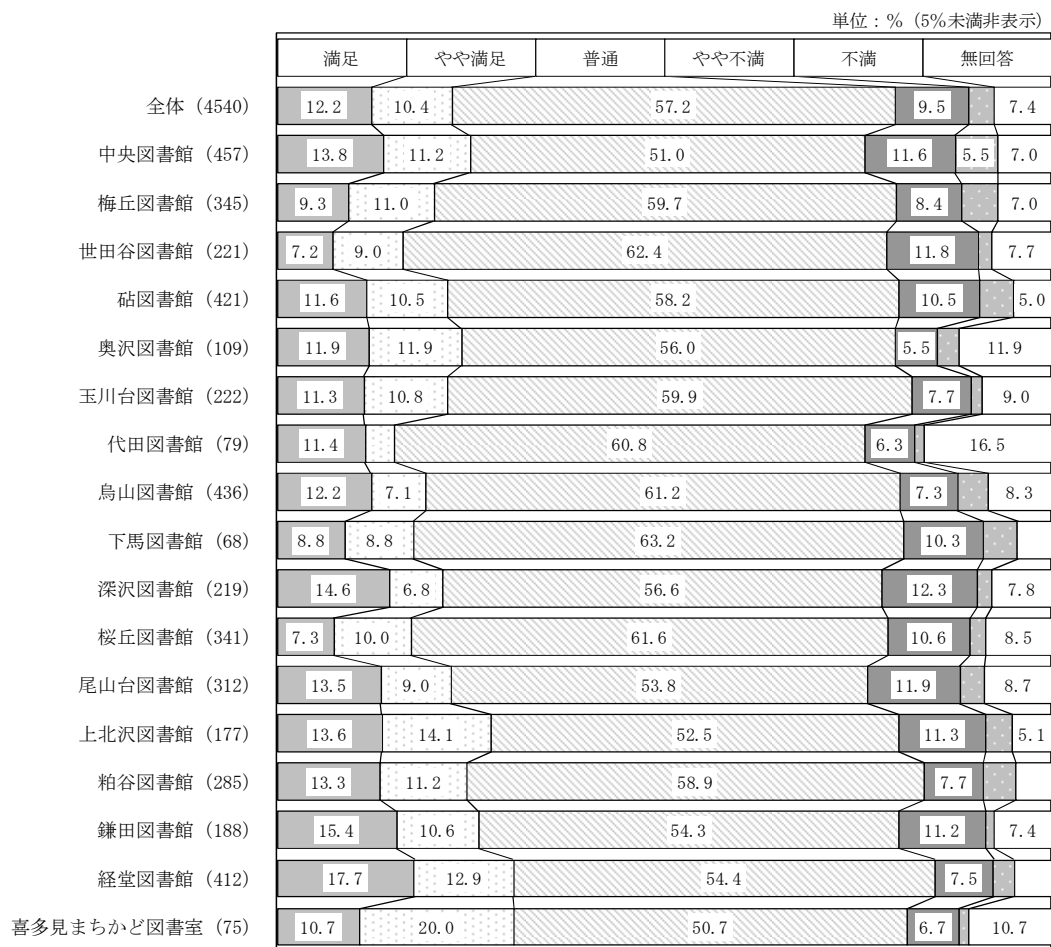 単位：％（5％未満非表示）
満足 やや満足 普通 やや不満 不満 無回答
全体（4540） 12.2 10.4 57.2 9.5 7.4
中央図書館（457） 13.8 11.2 51.0 11.6 5.5 7.0
梅丘図書館（345） 9.3 11.0 59.7 8.4 7.0
世田谷図書館（221） 7.2 9.0 62.4 11.8 7.7
砧図書館（421） 11.6 10.5 58.2 10.5 5.0
奥沢図書館（109） 11.9 11.9 56.0 5.5 11.9
玉川台図書館（222） 11.3 10.8 59.9 7.7 9.0
代田図書館（79） 11.4 60.8 6.3 16.5
烏山図書館（436） 12.2 7.1 61.2 7.3 8.3
下馬図書館（68） 8.8 8.8 63.2 10.3
深沢図書館（219） 14.6 6.8 56.6 12.3 7.8
桜丘図書館（341） 7.3 10.0 61.6 10.6 8.5
尾山台図書館（312） 13.5 9.0 53.8 11.9 8.7
上北沢図書館（177） 13.6 14.1 52.5 11.3 5.1
粕谷図書館（285） 13.3 11.2 58.9 7.7
鎌田図書館（188） 15.4 10.6 54.3 11.2 7.4
経堂図書館（412） 17.7 12.9 54.4 7.5
喜多見まちかど図書室（75） 10.7 20.0 50.7 6.7 10.7